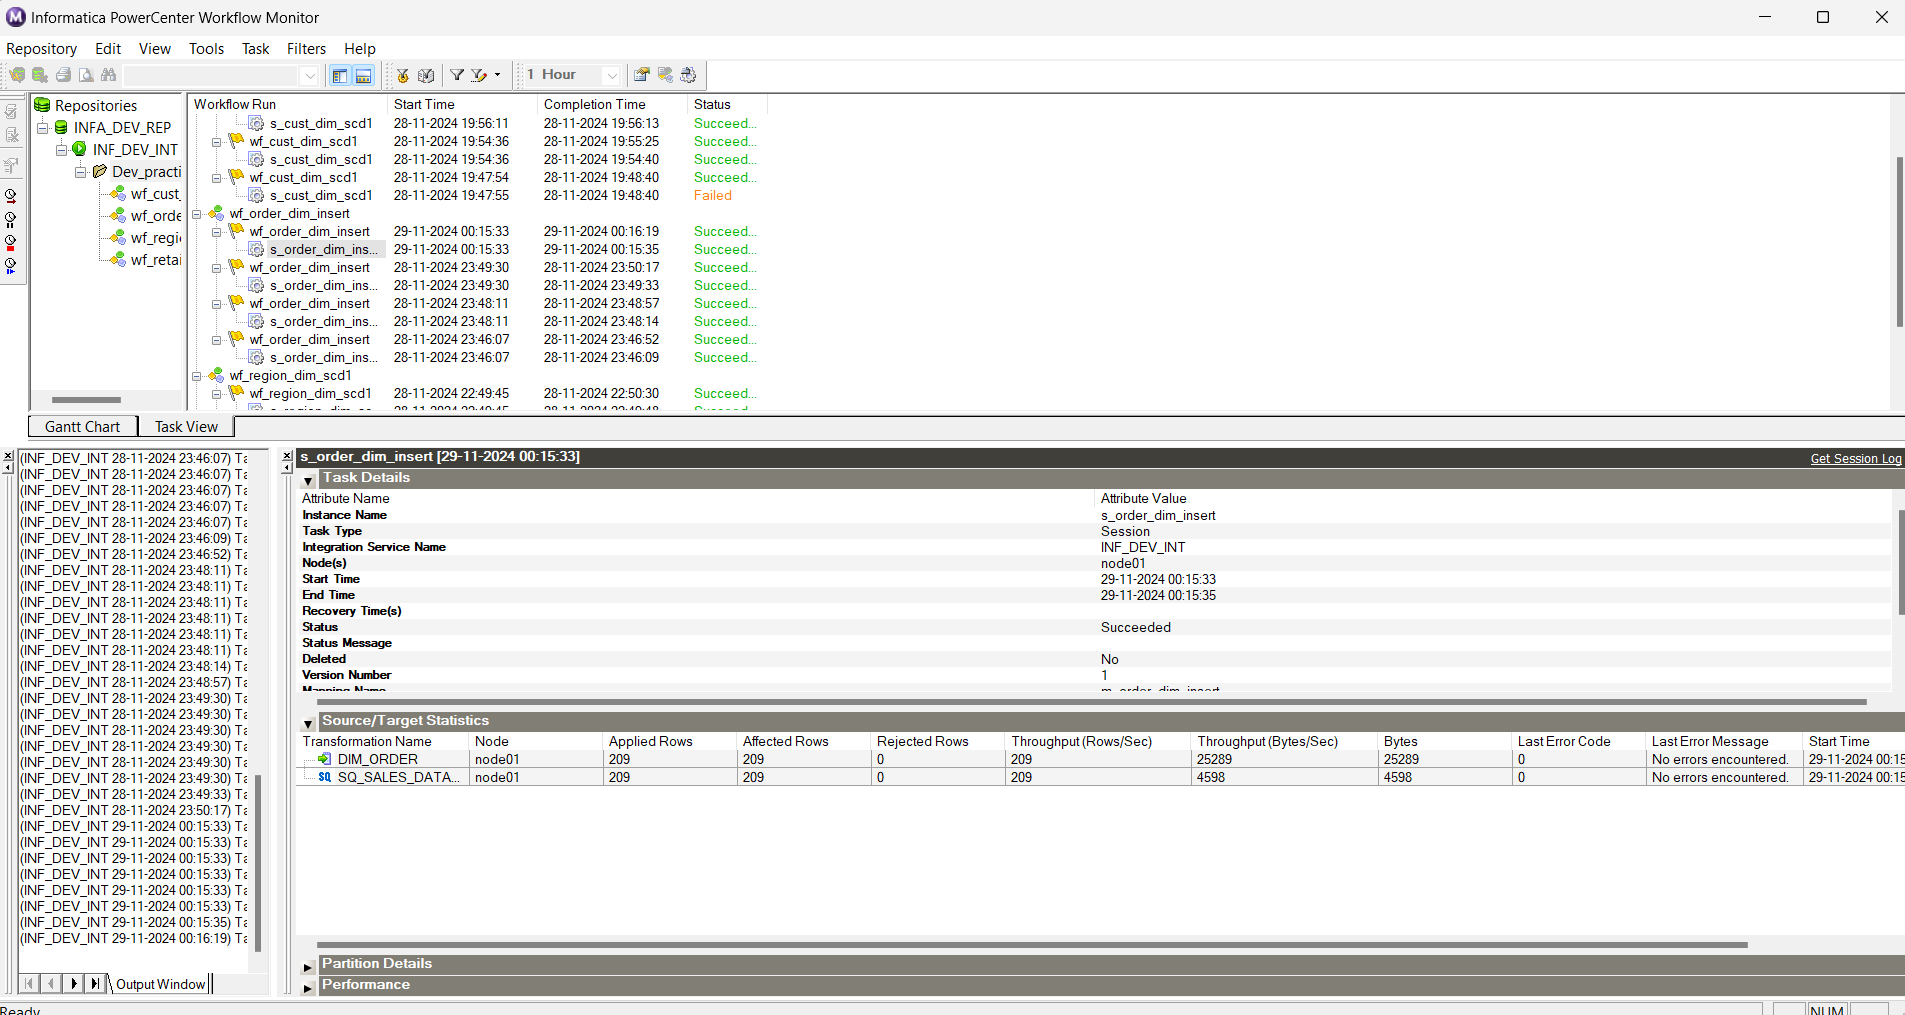 Informatica PowerCenter Workflow Monitor
Repository Edit View Tools Task Filters Help
1 Hour
Repositories
INFA_DEV_REP
INF_DEV_INT
Dev_practi
wf_cust_
wf_orde
wf_regio
wf_retai
Workflow Run Start Time Completion Time Status
s_cust_dim_scd1 28-11-2024 19:56:11 28-11-2024 19:56:13 Succeed...
wf_cust_dim_scd1 28-11-2024 19:54:36 28-11-2024 19:55:25 Succeed...
s_cust_dim_scd1 28-11-2024 19:54:36 28-11-2024 19:54:40 Succeed...
wf_cust_dim_scd1 28-11-2024 19:47:54 28-11-2024 19:48:40 Succeed...
s_cust_dim_scd1 28-11-2024 19:47:55 28-11-2024 19:48:40 Failed
wf_order_dim_insert
wf_order_dim_insert 29-11-2024 00:15:33 29-11-2024 00:16:19 Succeed...
s_order_dim_ins... 29-11-2024 00:15:33 29-11-2024 00:15:35 Succeed...
wf_order_dim_insert 28-11-2024 23:49:30 28-11-2024 23:50:17 Succeed...
s_order_dim_ins... 28-11-2024 23:49:30 28-11-2024 23:49:33 Succeed...
wf_order_dim_insert 28-11-2024 23:48:11 28-11-2024 23:48:57 Succeed...
s_order_dim_ins... 28-11-2024 23:48:11 28-11-2024 23:48:14 Succeed...
wf_order_dim_insert 28-11-2024 23:46:07 28-11-2024 23:46:52 Succeed...
s_order_dim_ins... 28-11-2024 23:46:07 28-11-2024 23:46:09 Succeed...
wf_region_dim_scd1
wf_region_dim_scd1 28-11-2024 22:49:45 28-11-2024 22:50:30 Succeed...
Gantt Chart Task View
(INF_DEV_INT 28-11-2024 23:46:07) Ta
(INF_DEV_INT 28-11-2024 23:46:07) Ta
(INF_DEV_INT 28-11-2024 23:46:07) Ta
(INF_DEV_INT 28-11-2024 23:46:07) Ta
(INF_DEV_INT 28-11-2024 23:46:07) Ta
(INF_DEV_INT 28-11-2024 23:46:09) Ta
(INF_DEV_INT 28-11-2024 23:46:52) Ta
(INF_DEV_INT 28-11-2024 23:48:11) Ta
(INF_DEV_INT 28-11-2024 23:48:11) Ta
(INF_DEV_INT 28-11-2024 23:48:11) Ta
(INF_DEV_INT 28-11-2024 23:48:11) Ta
(INF_DEV_INT 28-11-2024 23:48:11) Ta
(INF_DEV_INT 28-11-2024 23:48:11) Ta
(INF_DEV_INT 28-11-2024 23:48:14) Ta
(INF_DEV_INT 28-11-2024 23:48:57) Ta
(INF_DEV_INT 28-11-2024 23:49:30) Ta
(INF_DEV_INT 28-11-2024 23:49:30) Ta
(INF_DEV_INT 28-11-2024 23:49:30) Ta
(INF_DEV_INT 28-11-2024 23:49:30) Ta
(INF_DEV_INT 28-11-2024 23:49:30) Ta
(INF_DEV_INT 28-11-2024 23:49:30) Ta
(INF_DEV_INT 28-11-2024 23:49:33) Ta
(INF_DEV_INT 28-11-2024 23:50:17) Ta
(INF_DEV_INT 29-11-2024 00:15:33) Ta
(INF_DEV_INT 29-11-2024 00:15:33) Ta
(INF_DEV_INT 29-11-2024 00:15:33) Ta
(INF_DEV_INT 29-11-2024 00:15:33) Ta
(INF_DEV_INT 29-11-2024 00:15:33) Ta
(INF_DEV_INT 29-11-2024 00:15:33) Ta
(INF_DEV_INT 29-11-2024 00:15:35) Ta
(INF_DEV_INT 29-11-2024 00:16:19) Ta
Output Window
s_order_dim_insert [29-11-2024 00:15:33] Get Session Log
Task Details
Attribute Name Attribute Value
Instance Name s_order_dim_insert
Task Type Session
Integration Service Name INF_DEV_INT
Node(s) node01
Start Time 29-11-2024 00:15:33
End Time 29-11-2024 00:15:35
Recovery Time(s)
Status Succeeded
Status Message
Deleted No
Version Number 1
Mapping Name m_order_dim_insert
Source/Target Statistics
Transformation Name Node Applied Rows Affected Rows Rejected Rows Throughput (Rows/Sec) Throughput (Bytes/Sec) Bytes Last Error Code Last Error Message Start Time
DIM_ORDER node01 209 209 0 209 25289 25289 0 No errors encountered. 29-11-2024 00:15
SQ SQ_SALES_DATA... node01 209 209 0 209 4598 4598 0 No errors encountered. 29-11-2024 00:15
Partition Details
Performance
Ready NUM